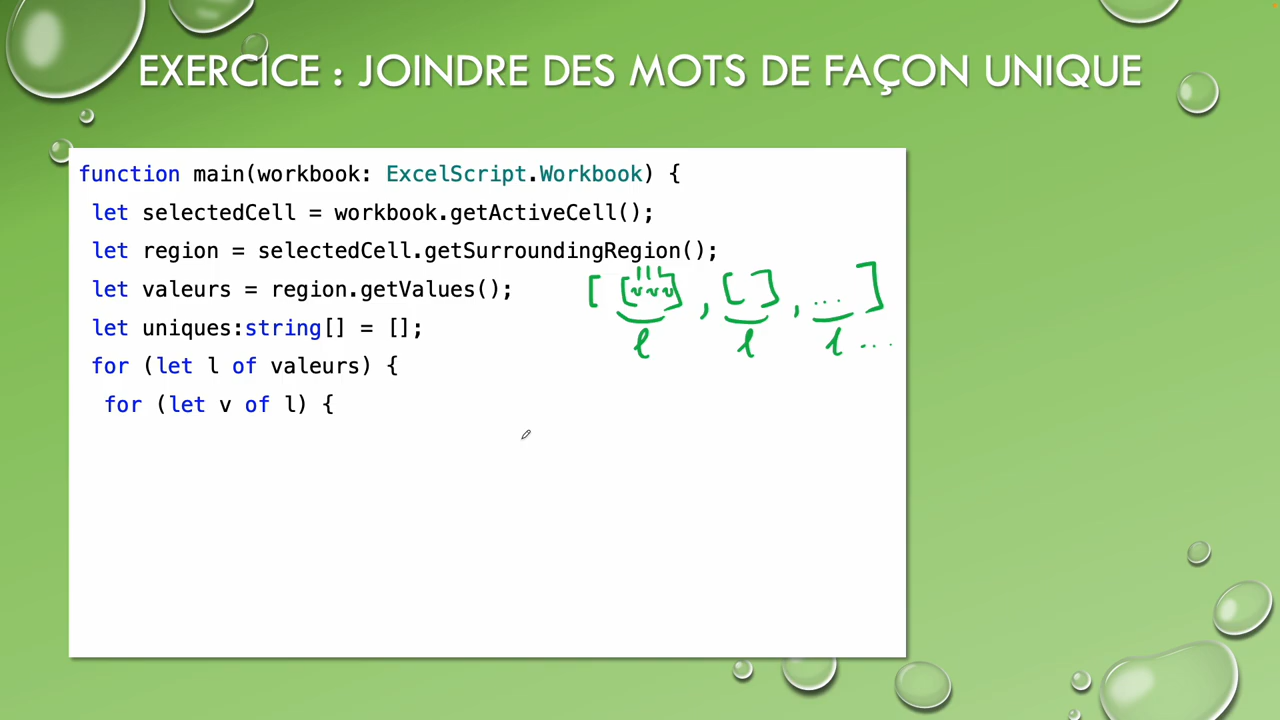 EXERCICE : JOINDRE DES MOTS DE FAÇON UNIQUE
function main(workbook: ExcelScript.Workbook) {
let selectedCell = workbook.getActiveCell();
let region = selectedCell.getSurroundingRegion();
let valeurs = region.getValues();
[ [ v v v ] , [ ] , ... ]
let uniques:string[] = [];
l l l ...
for (let l of valeurs) {
for (let v of l) {